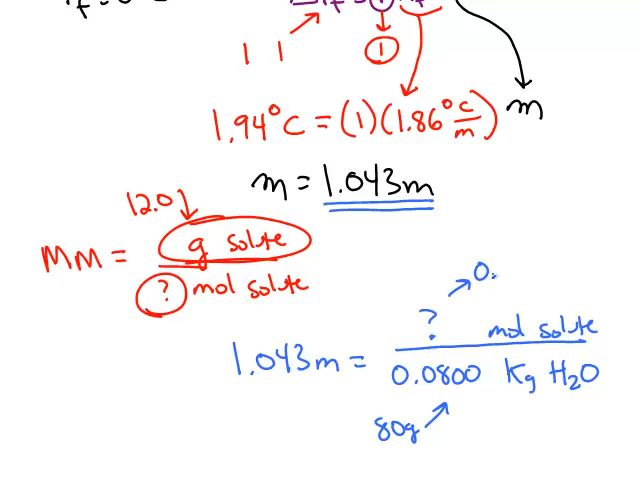 1 1
1
1.94°C = (1)(1.86 °C/m) m
m = 1.043m
12.0
MM = g solute
? mol solute
0.
? mol solute
1.043m =
0.0800 Kg H2O
80g